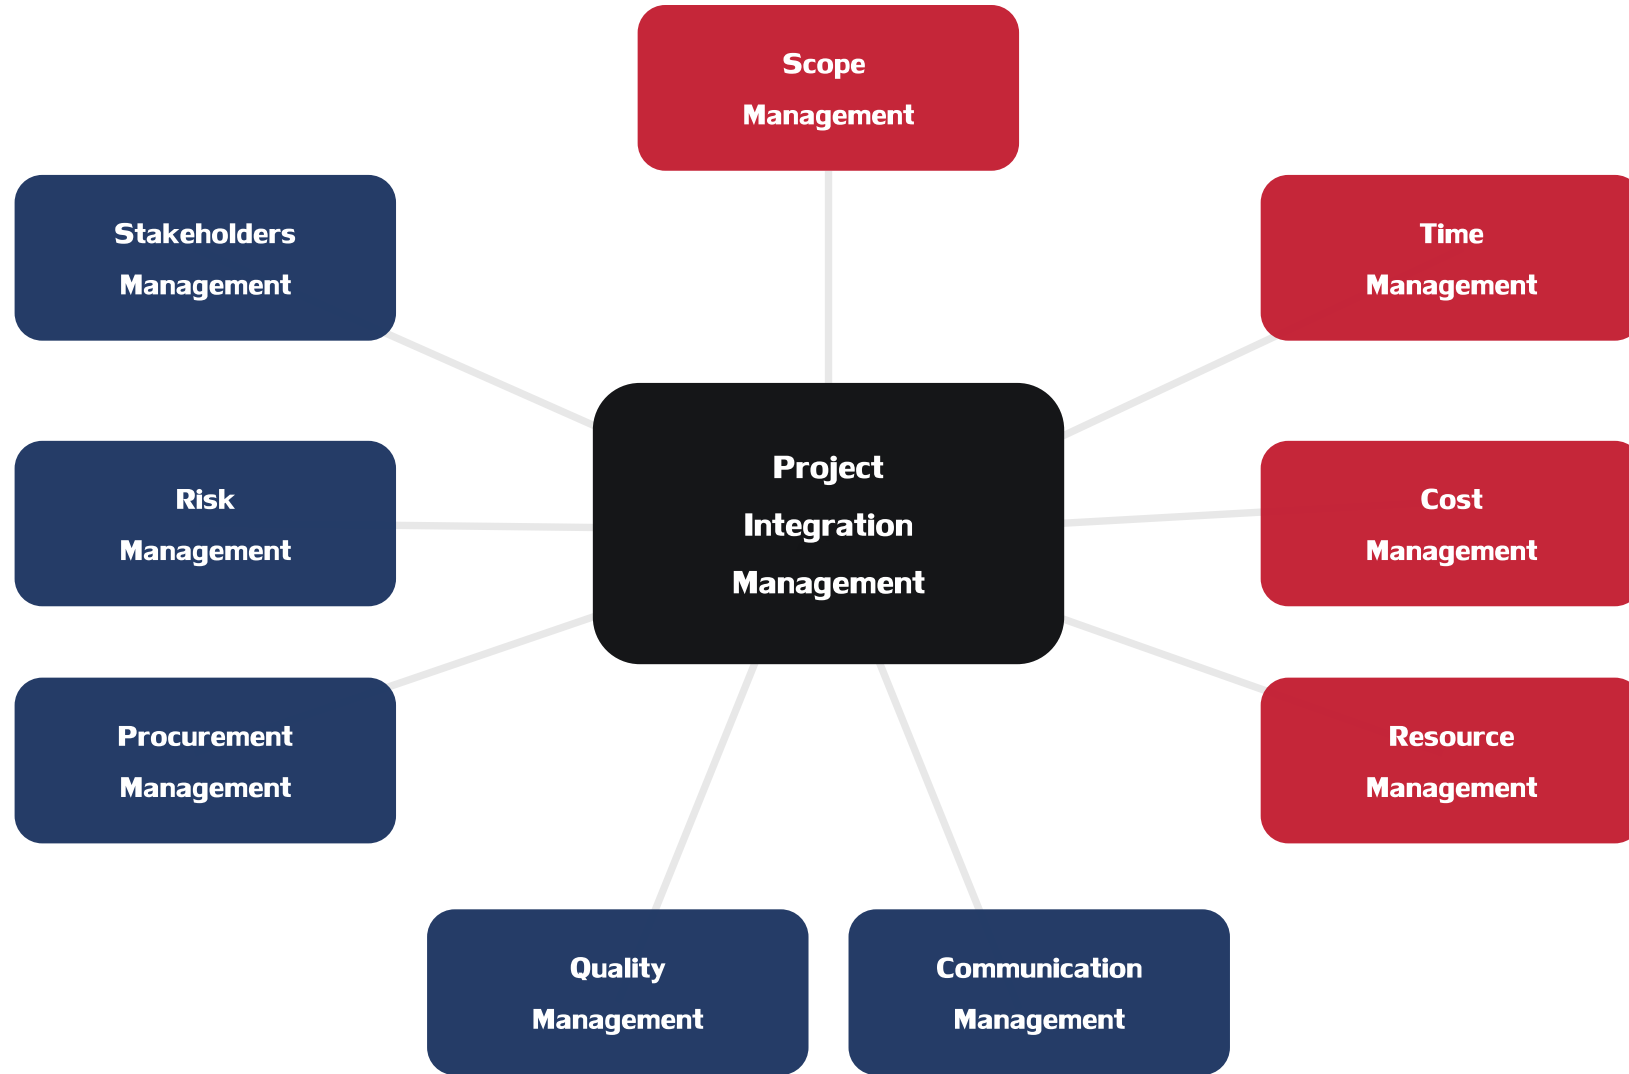 Scope
Management
Stakeholders
Management
Time
Management
Project
Integration
Management
Risk
Management
Cost
Management
Procurement
Management
Resource
Management
Quality
Management
Communication
Management